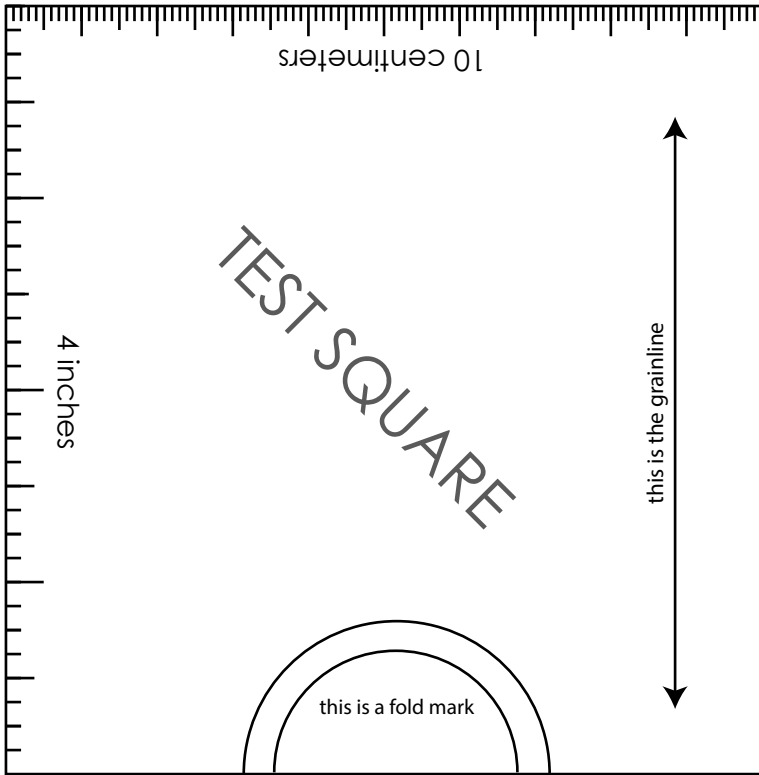 10 centimeters
4 inches
TEST SQUARE
this is the grainline
this is a fold mark